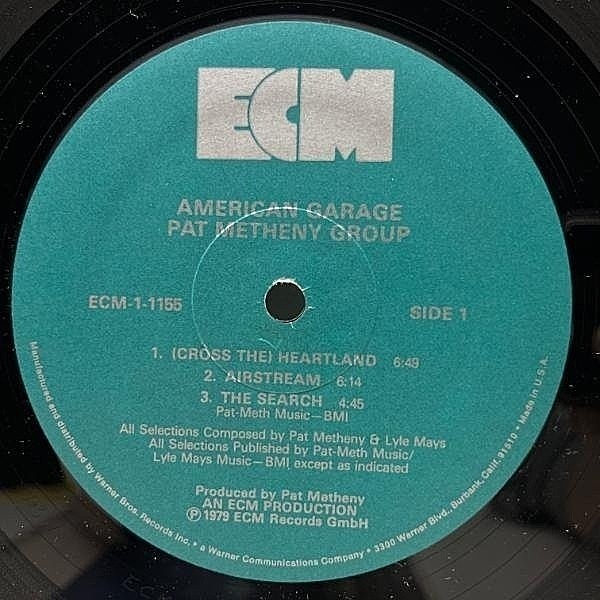 ECM
AMERICAN GARAGE
PAT METHENY GROUP
ECM-1-1155
SIDE 1
1. (CROSS THE) HEARTLAND 6:49
2. AIRSTREAM 6:14
3. THE SEARCH 4:45
Pat-Meth Music—BMI
All Selections Composed by Pat Metheny & Lyle Mays
All Selections Published by Pat-Meth Music/
Lyle Mays Music—BMI except as indicated
Produced by Pat Metheny
AN ECM PRODUCTION
℗ 1979 ECM Records GmbH
Manufactured and distributed by Warner Bros. Records Inc. • a Warner Communications Company • 3300 Warner Blvd., Burbank, Calif. 91510 • Made in U.S.A.